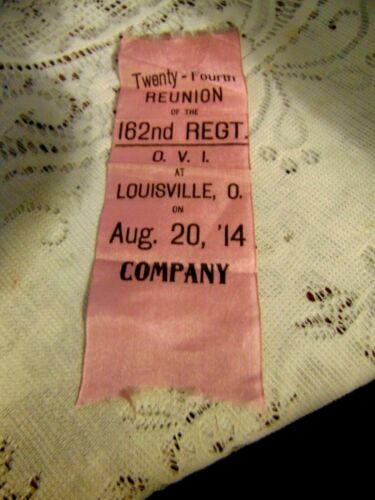 Twenty-Fourth
REUNION
OF THE
162nd REGT.
O. V. I.
AT
LOUISVILLE, O.
ON
Aug. 20, '14
COMPANY